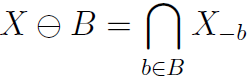 X ⊖ B = ⋂_{b∈B} X_{−b}